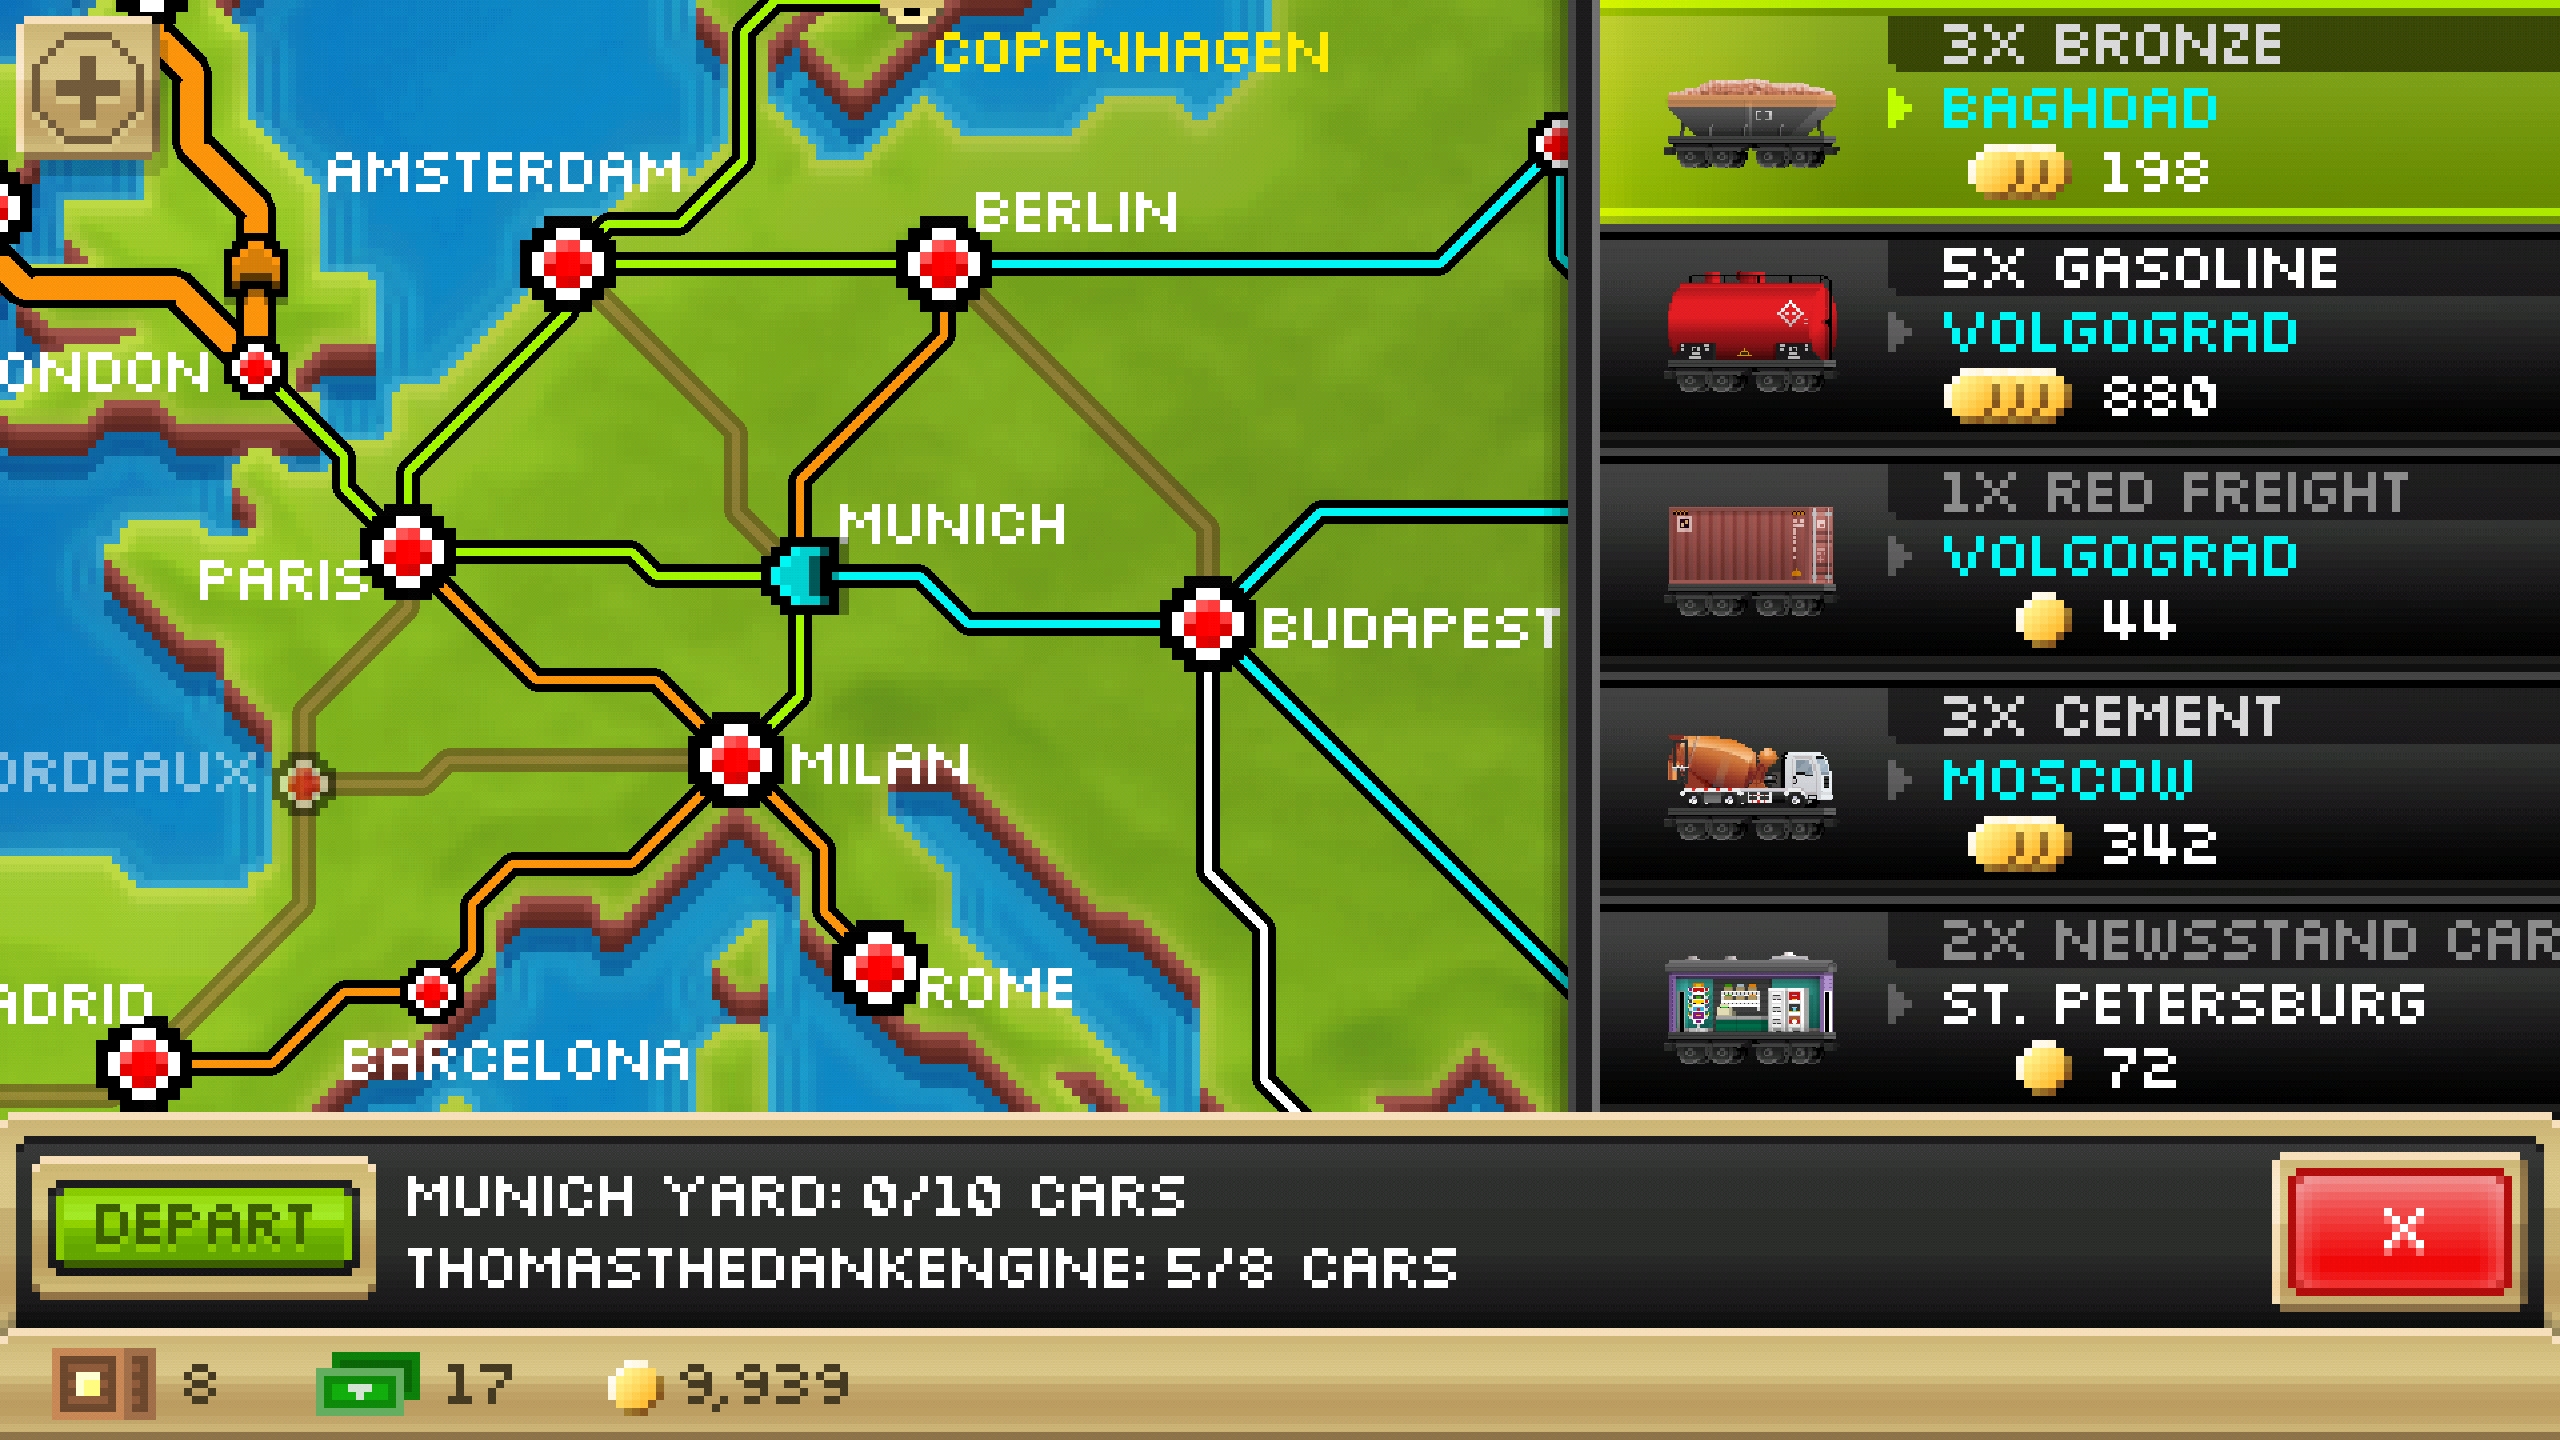 COPENHAGEN
AMSTERDAM
BERLIN
ONDON
MUNICH
PARIS
BUDAPEST
ORDEAUX
MILAN
ADRID
ROME
BARCELONA
3X BRONZE
BAGHDAD
198
5X GASOLINE
VOLGOGRAD
880
1X RED FREIGHT
VOLGOGRAD
44
3X CEMENT
MOSCOW
342
2X NEWSSTAND CAR
ST. PETERSBURG
72
DEPART
MUNICH YARD: 0/10 CARS
THOMASTHEDANKENGINE: 5/8 CARS
X
8
17
9,939